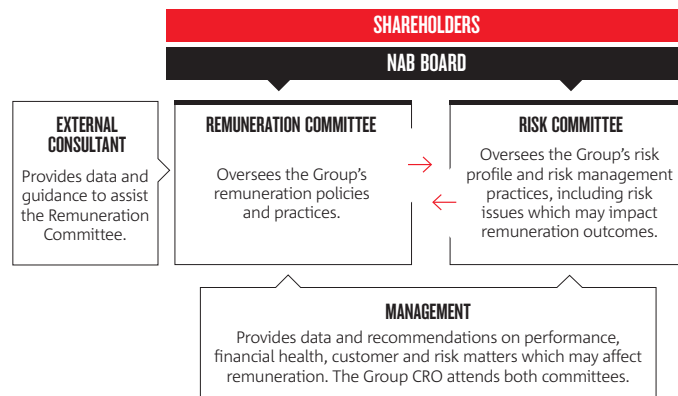 SHAREHOLDERS
NAB BOARD
EXTERNAL
CONSULTANT
Provides data and
guidance to assist
the Remuneration
Committee.
REMUNERATION COMMITTEE
Oversees the Group's
remuneration policies
and practices.
RISK COMMITTEE
Oversees the Group's risk
profile and risk management
practices, including risk
issues which may impact
remuneration outcomes.
MANAGEMENT
Provides data and recommendations on performance,
financial health, customer and risk matters which may affect
remuneration. The Group CRO attends both committees.